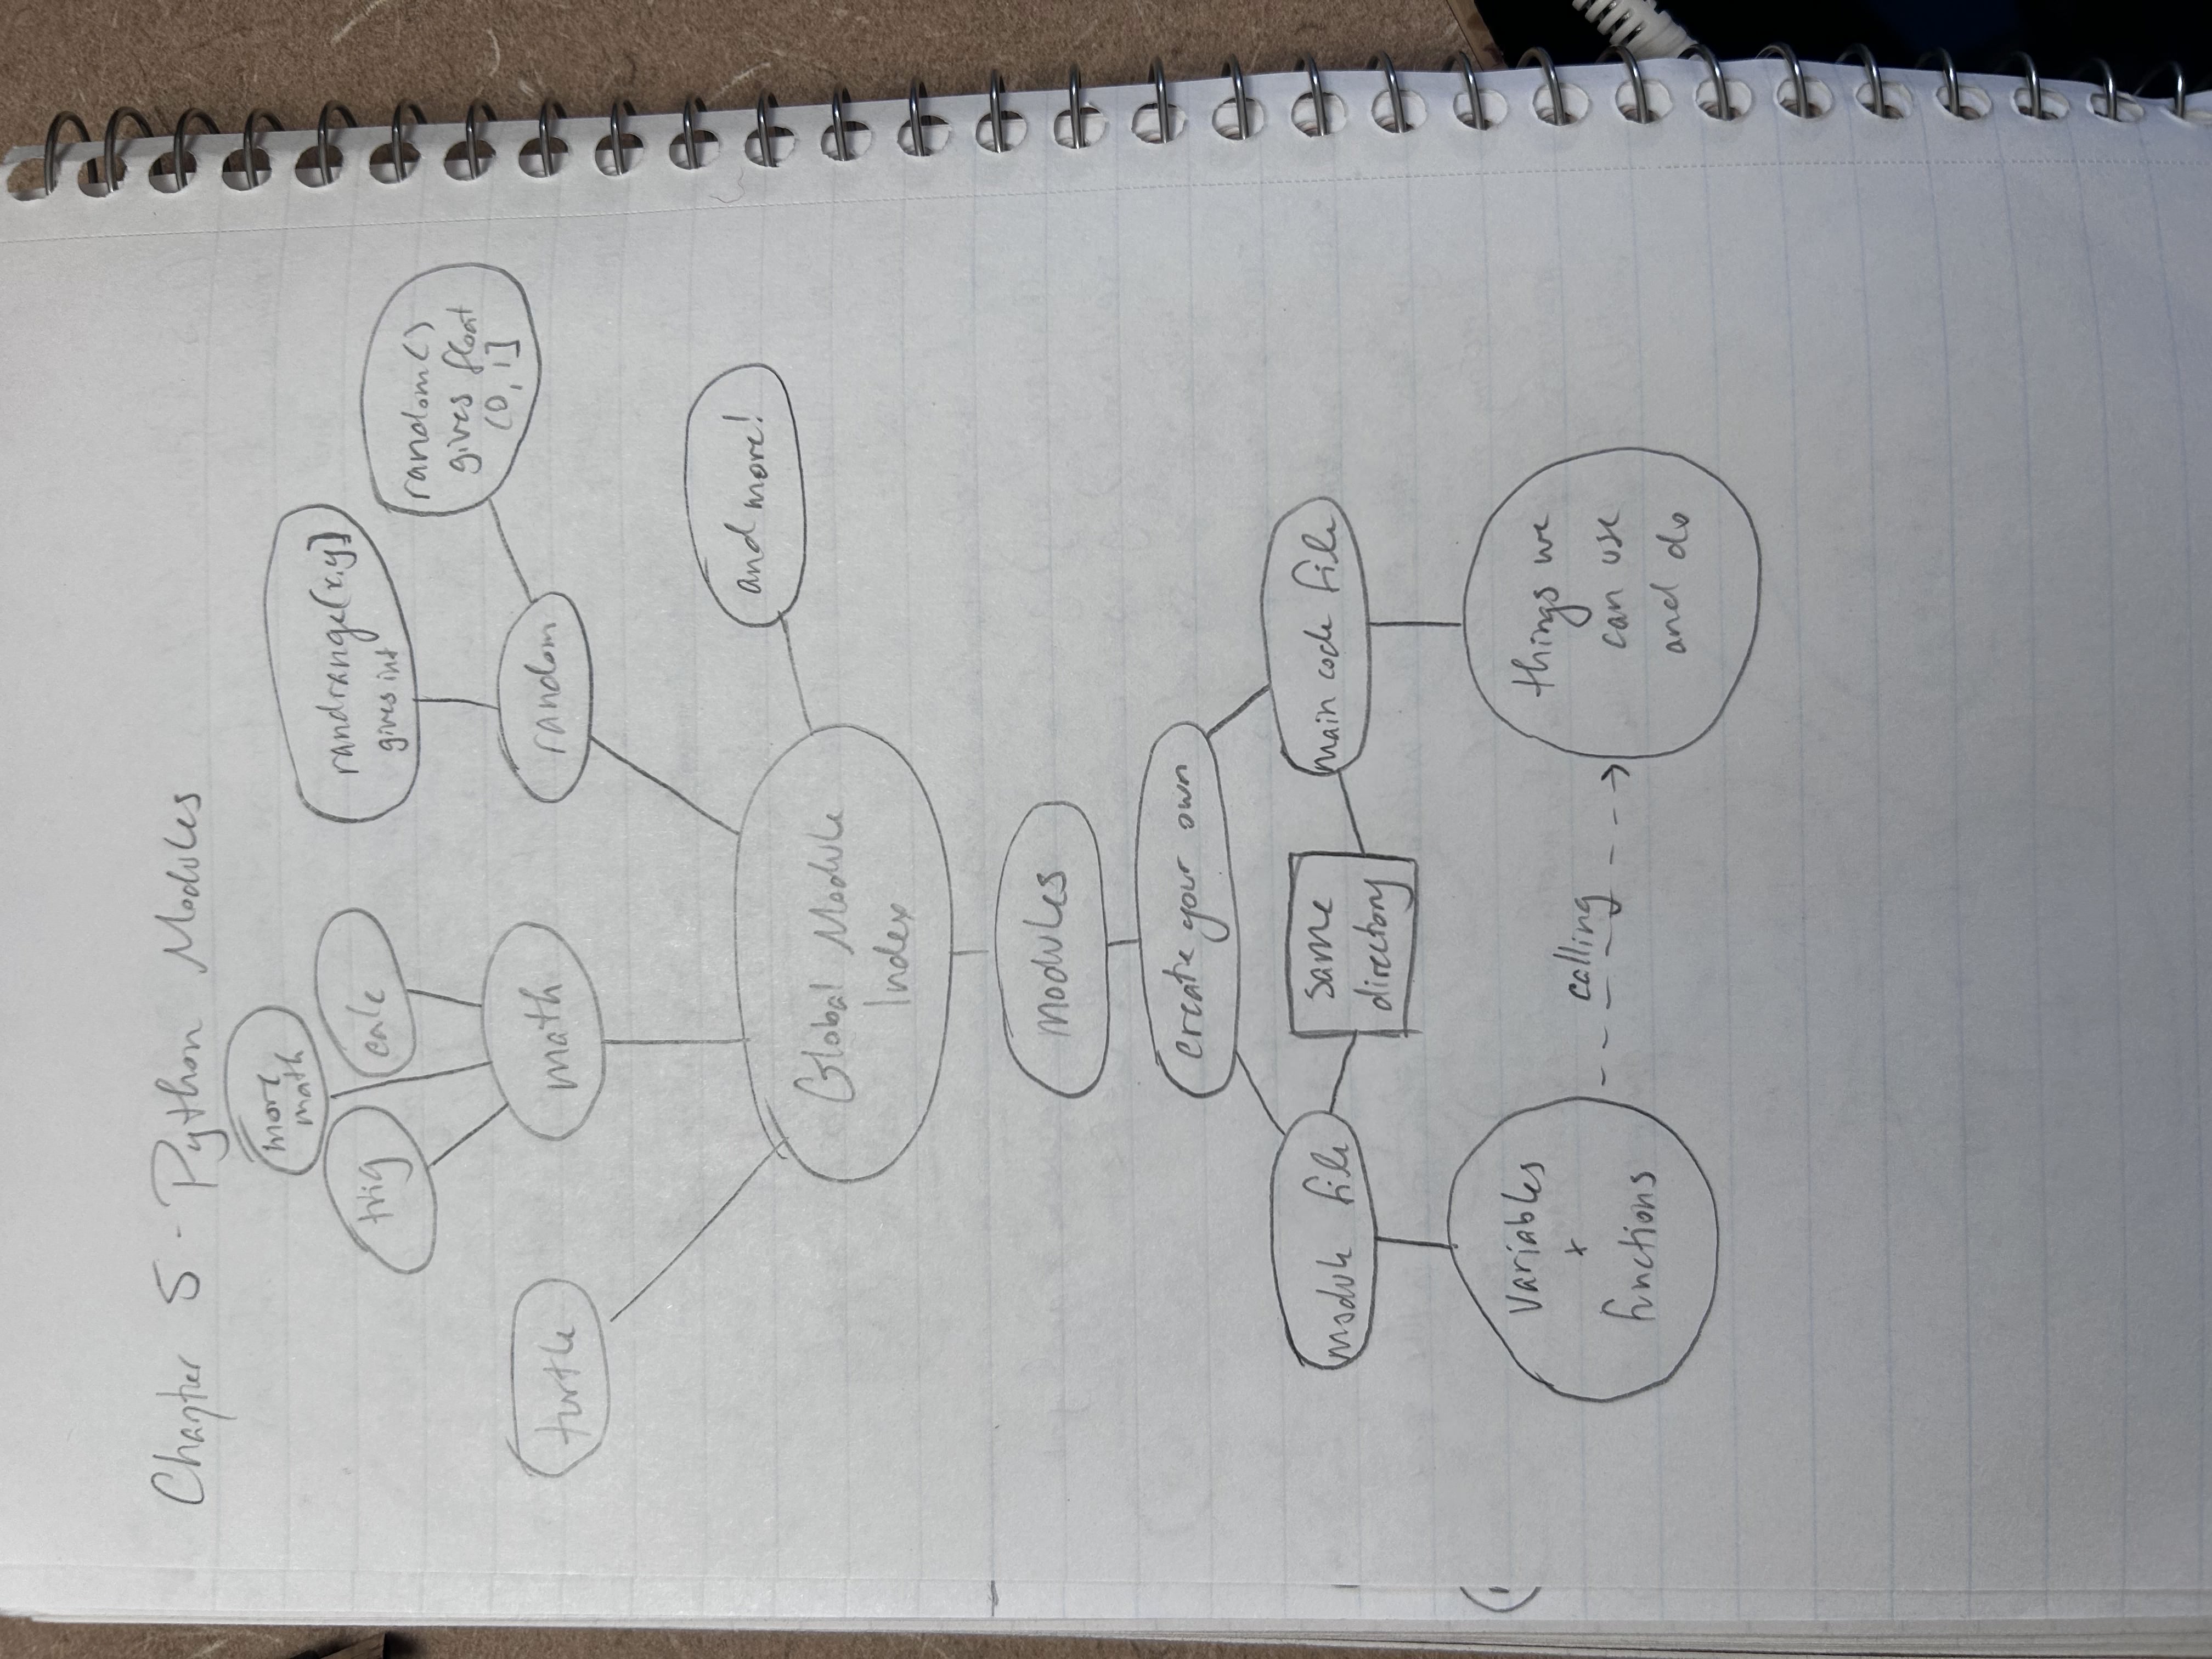 Chapter 5 - Python Modules
more
math
trig
calc
randrange[x,y]
gives int
random()
gives float
(0, 1]
turtle
math
random
and more!
Global Module
Index
modules
create your own
module file
same
directory
main code file
Variables
+
functions
calling
things we
can use
and do